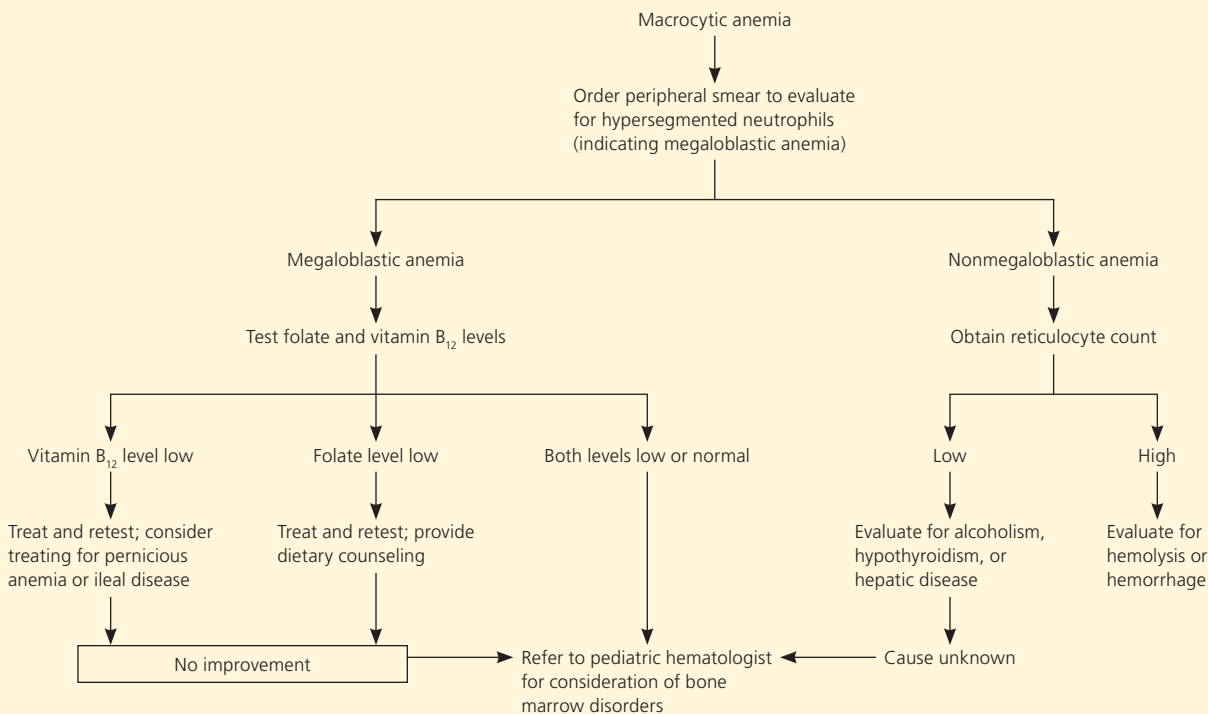 Macrocytic anemia
Order peripheral smear to evaluate
for hypersegmented neutrophils
(indicating megaloblastic anemia)
Megaloblastic anemia
Nonmegaloblastic anemia
Test folate and vitamin B₁₂ levels
Obtain reticulocyte count
Vitamin B₁₂ level low
Folate level low
Both levels low or normal
Low
High
Treat and retest; consider
treating for pernicious
anemia or ileal disease
Treat and retest; provide
dietary counseling
Evaluate for alcoholism,
hypothyroidism, or
hepatic disease
Evaluate for
hemolysis or
hemorrhage
No improvement
Refer to pediatric hematologist
for consideration of bone
marrow disorders
Cause unknown